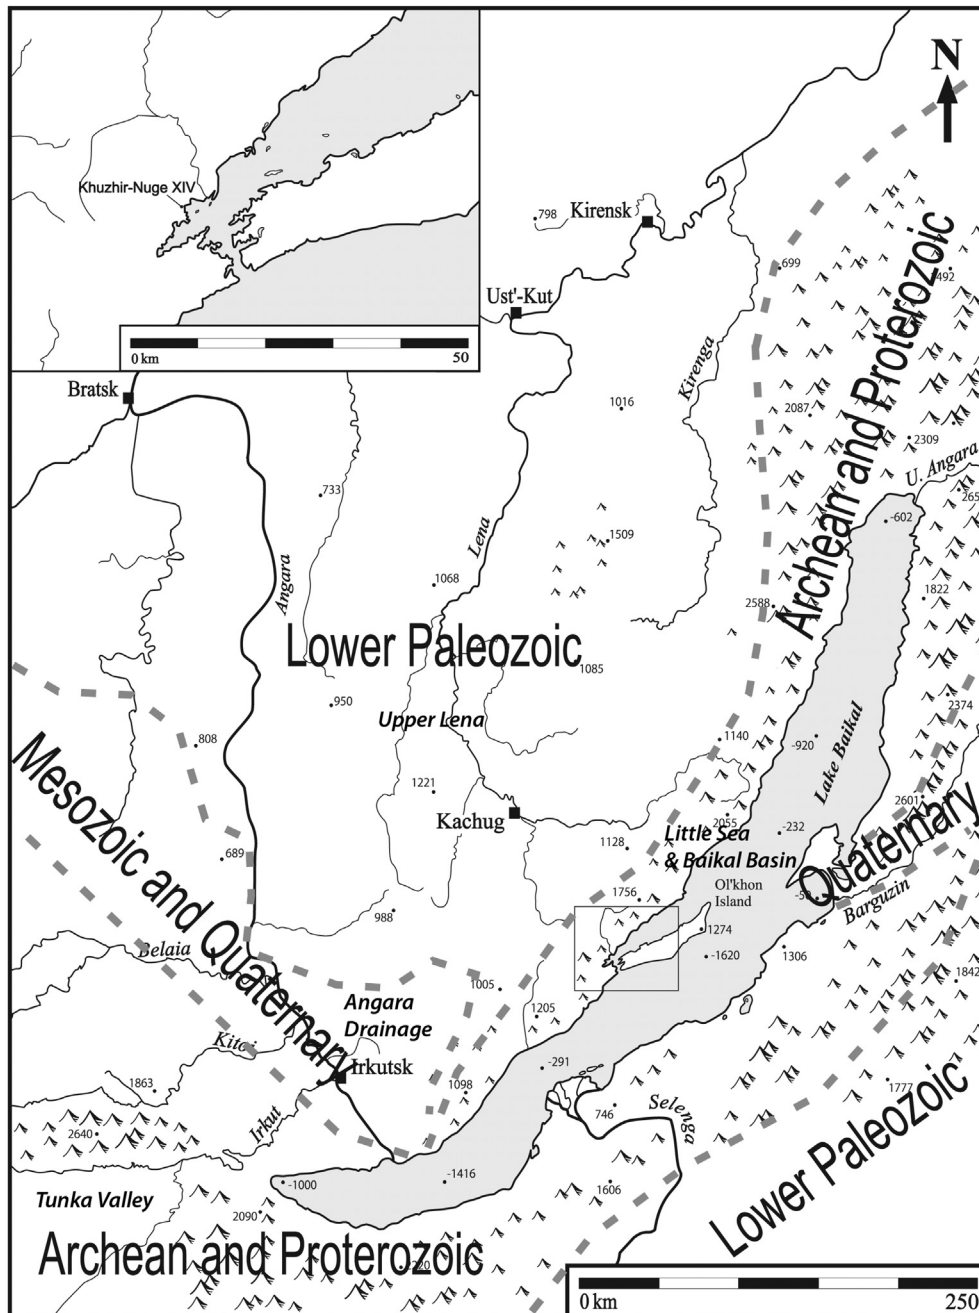 N
Khuzhir-Nuge XIV
0 km
50
798
Kirensk
699
Ust'-Kut
Archean and Proterozoic
Kirenga
Bratsk
1016
2087
2309
U. Angara
733
Lena
-602
1509
Angara
1068
2588
1822
Lower Paleozoic
1085
950
Upper Lena
2374
808
1140
-920
Lake Baikal
Mesozoic and Quaternary
1221
2601
Kachug
2055
Little Sea
& Baikal Basin
-232
Quaternary
1128
689
1756
Ol'khon
Island
Barguzin
988
1274
Belaia
-1620
1306
1005
1842
Angara
Drainage
1205
Kitoi
Irkutsk
-291
1863
1098
1777
746
Selenga
Irkut
2640
Lower Paleozoic
-1416
-1000
1606
Tunka Valley
2090
Archean and Proterozoic
0 km
250